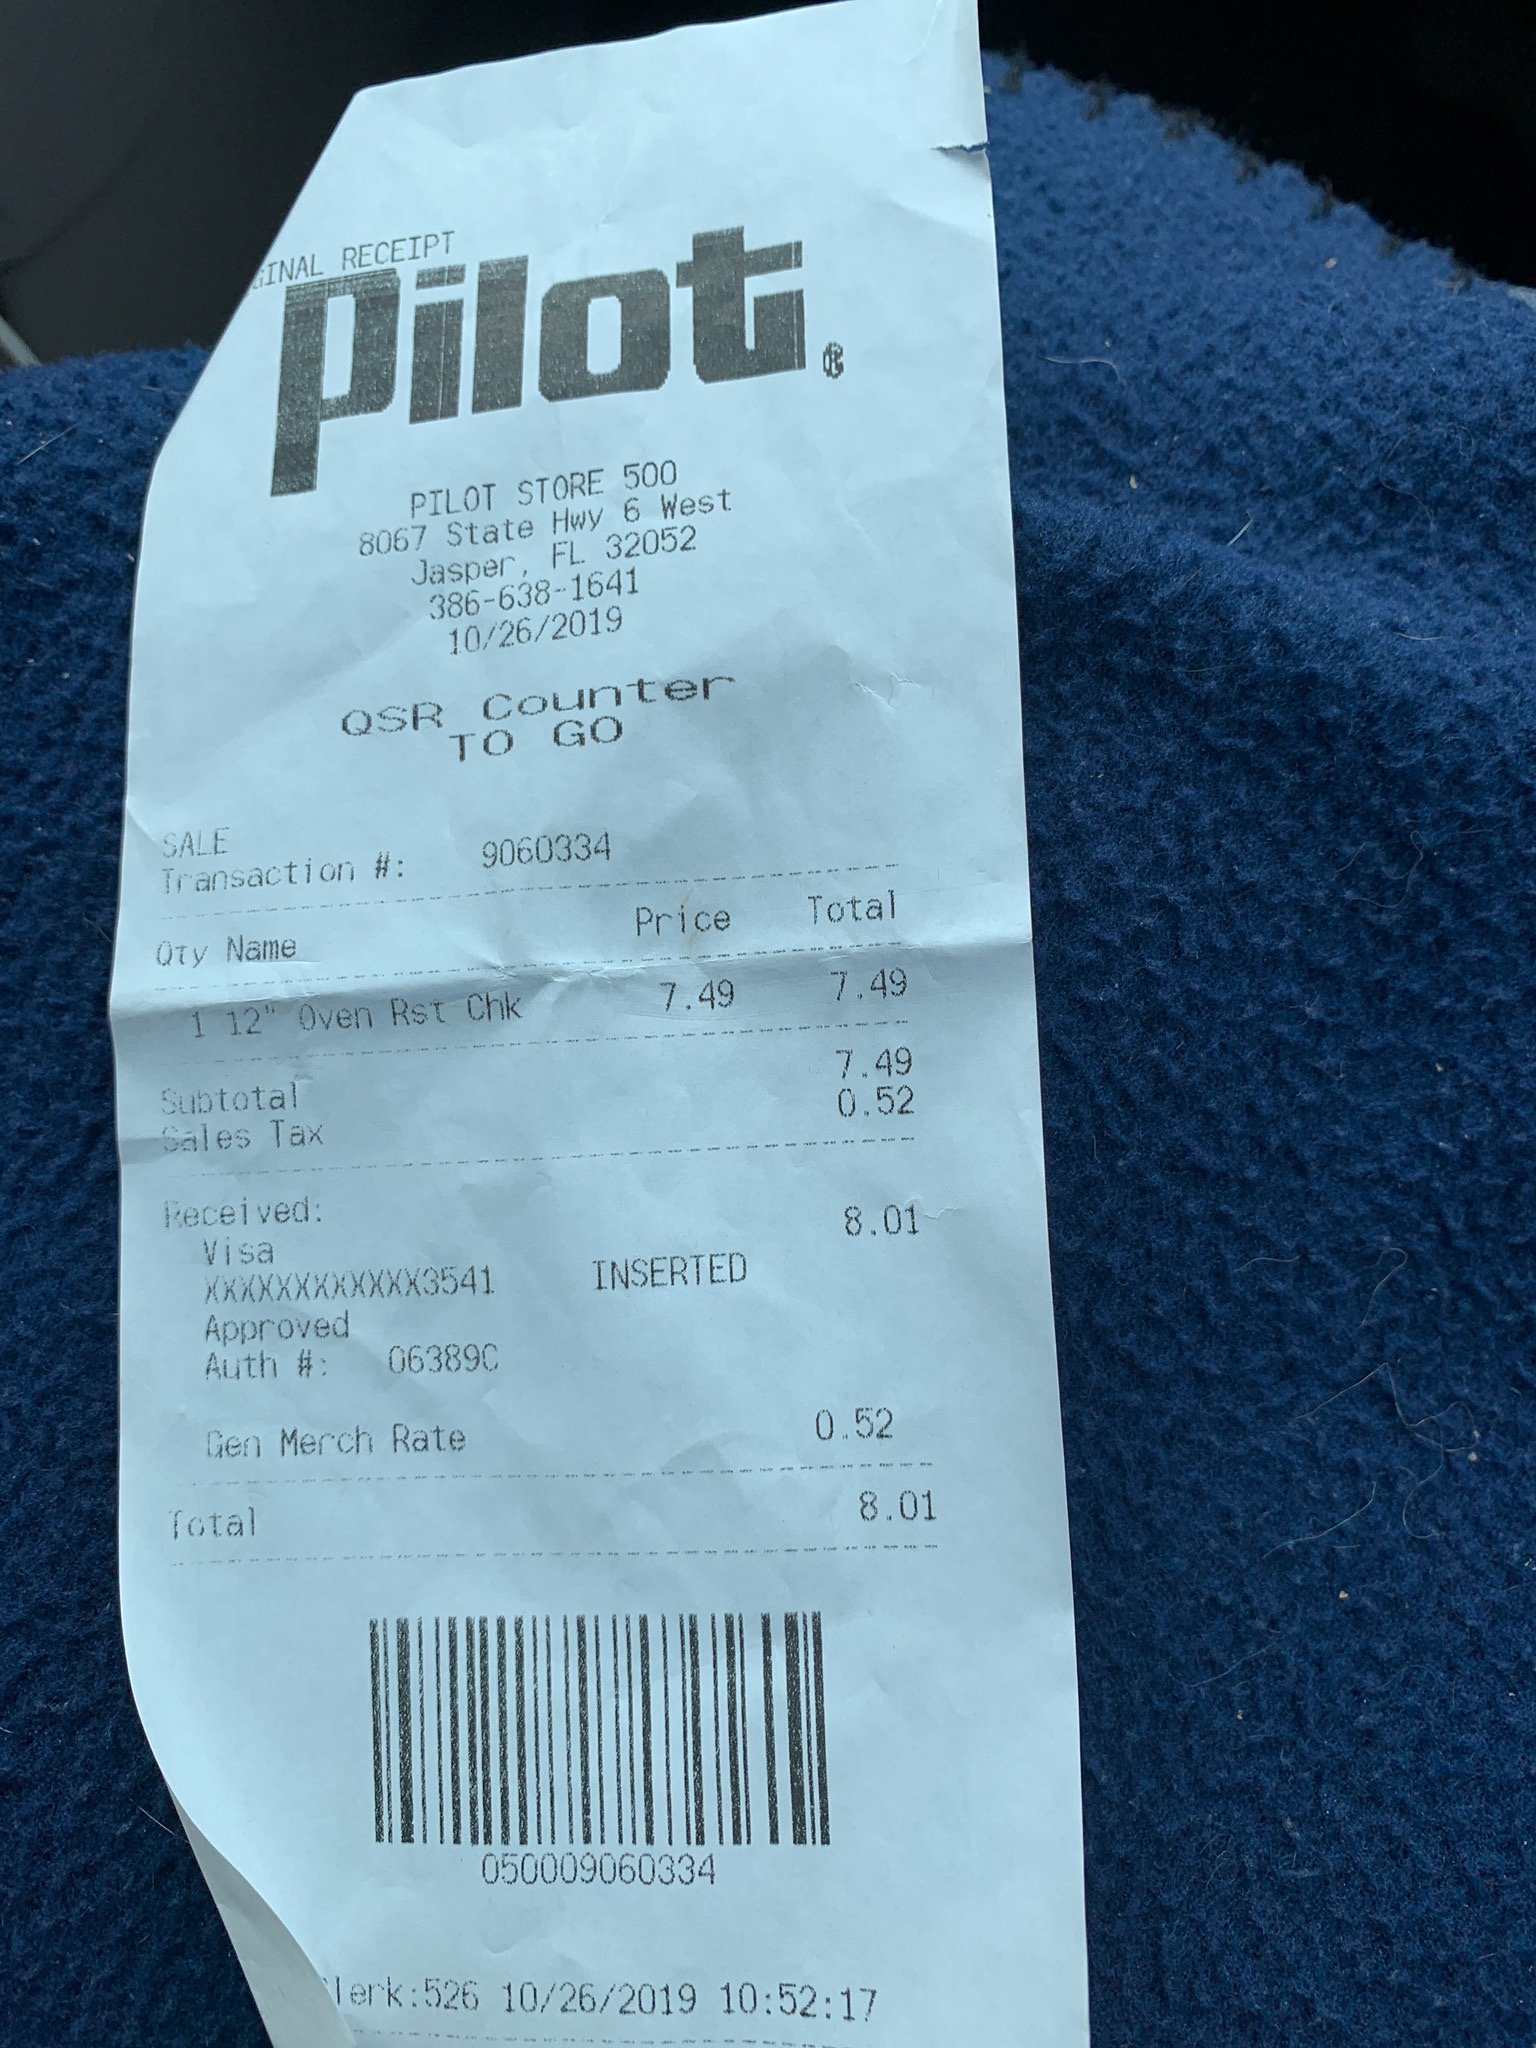 GINAL RECEIPT
Pilot
PILOT STORE 500
8067 State Hwy 6 West
Jasper, FL 32052
386-638-1641
10/26/2019
QSR Counter
TO GO
SALE
Transaction #: 9060334
Qty Name Price Total
1 12" Oven Rst Chk 7.49 7.49
Subtotal 7.49
Sales Tax 0.52
Received:
Visa 8.01
XXXXXXXXXXXX3541 INSERTED
Approved
Auth #: 06389C
Gen Merch Rate 0.52
Total 8.01
050009060334
lerk:526 10/26/2019 10:52:17